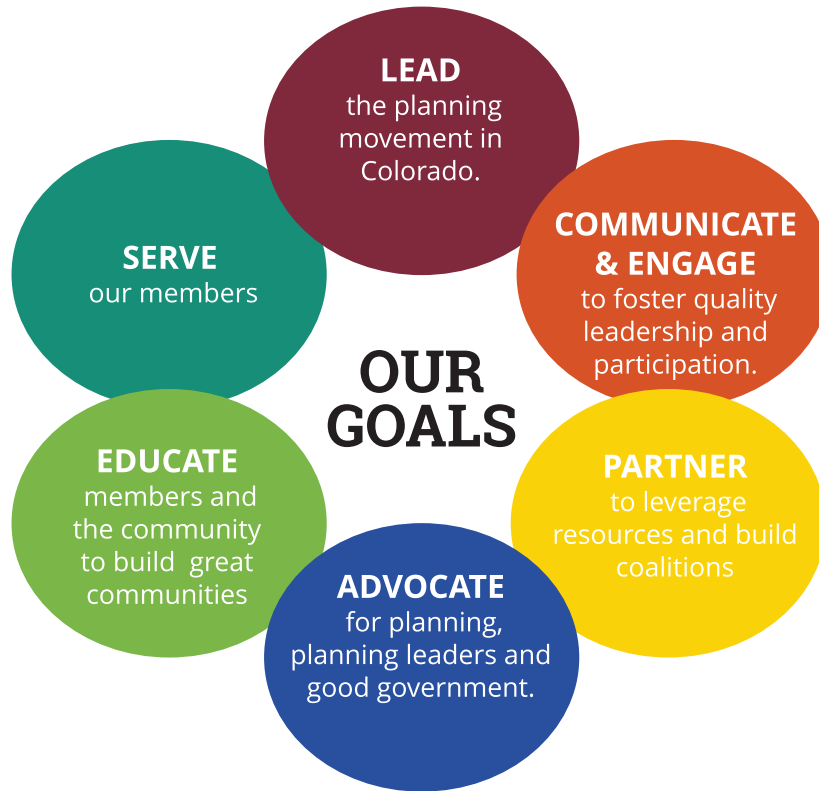 LEAD
the planning
movement in
Colorado.
COMMUNICATE
& ENGAGE
to foster quality
leadership and
participation.
SERVE
our members
OUR
GOALS
EDUCATE
members and
the community
to build great
communities
PARTNER
to leverage
resources and build
coalitions
ADVOCATE
for planning,
planning leaders and
good government.